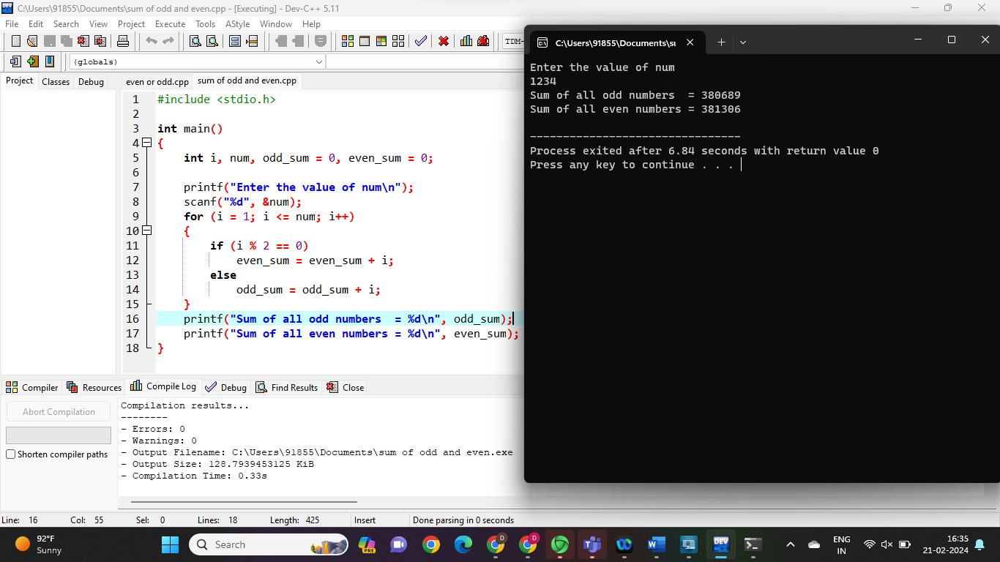 C:\Users\91855\Documents\sum of odd and even.cpp - [Executing] - Dev-C++ 5.11
File Edit Search View Project Execute Tools AStyle Window Help
TDM-
(globals)
Project Classes Debug
even or odd.cpp sum of odd and even.cpp
1 #include <stdio.h>
2
3 int main()
4 {
5 int i, num, odd_sum = 0, even_sum = 0;
6
7 printf("Enter the value of num\n");
8 scanf("%d", &num);
9 for (i = 1; i <= num; i++)
10 {
11 if (i % 2 == 0)
12 even_sum = even_sum + i;
13 else
14 odd_sum = odd_sum + i;
15 }
16 printf("Sum of all odd numbers  = %d\n", odd_sum);
17 printf("Sum of all even numbers = %d\n", even_sum);
18 }
C:\Users\91855\Documents\su
Enter the value of num
1234
Sum of all odd numbers  = 380689
Sum of all even numbers = 381306
--------------------------------
Process exited after 6.84 seconds with return value 0
Press any key to continue . . .
Compiler Resources Compile Log Debug Find Results Close
Abort Compilation
Shorten compiler paths
Compilation results...
--------
- Errors: 0
- Warnings: 0
- Output Filename: C:\Users\91855\Documents\sum of odd and even.exe
- Output Size: 128.7939453125 KiB
- Compilation Time: 0.33s
Line: 16 Col: 55 Sel: 0 Lines: 18 Length: 425 Insert Done parsing in 0 seconds
92°F
Sunny
Search
PRE
D
D
DEV
ENG
IN
16:35
21-02-2024